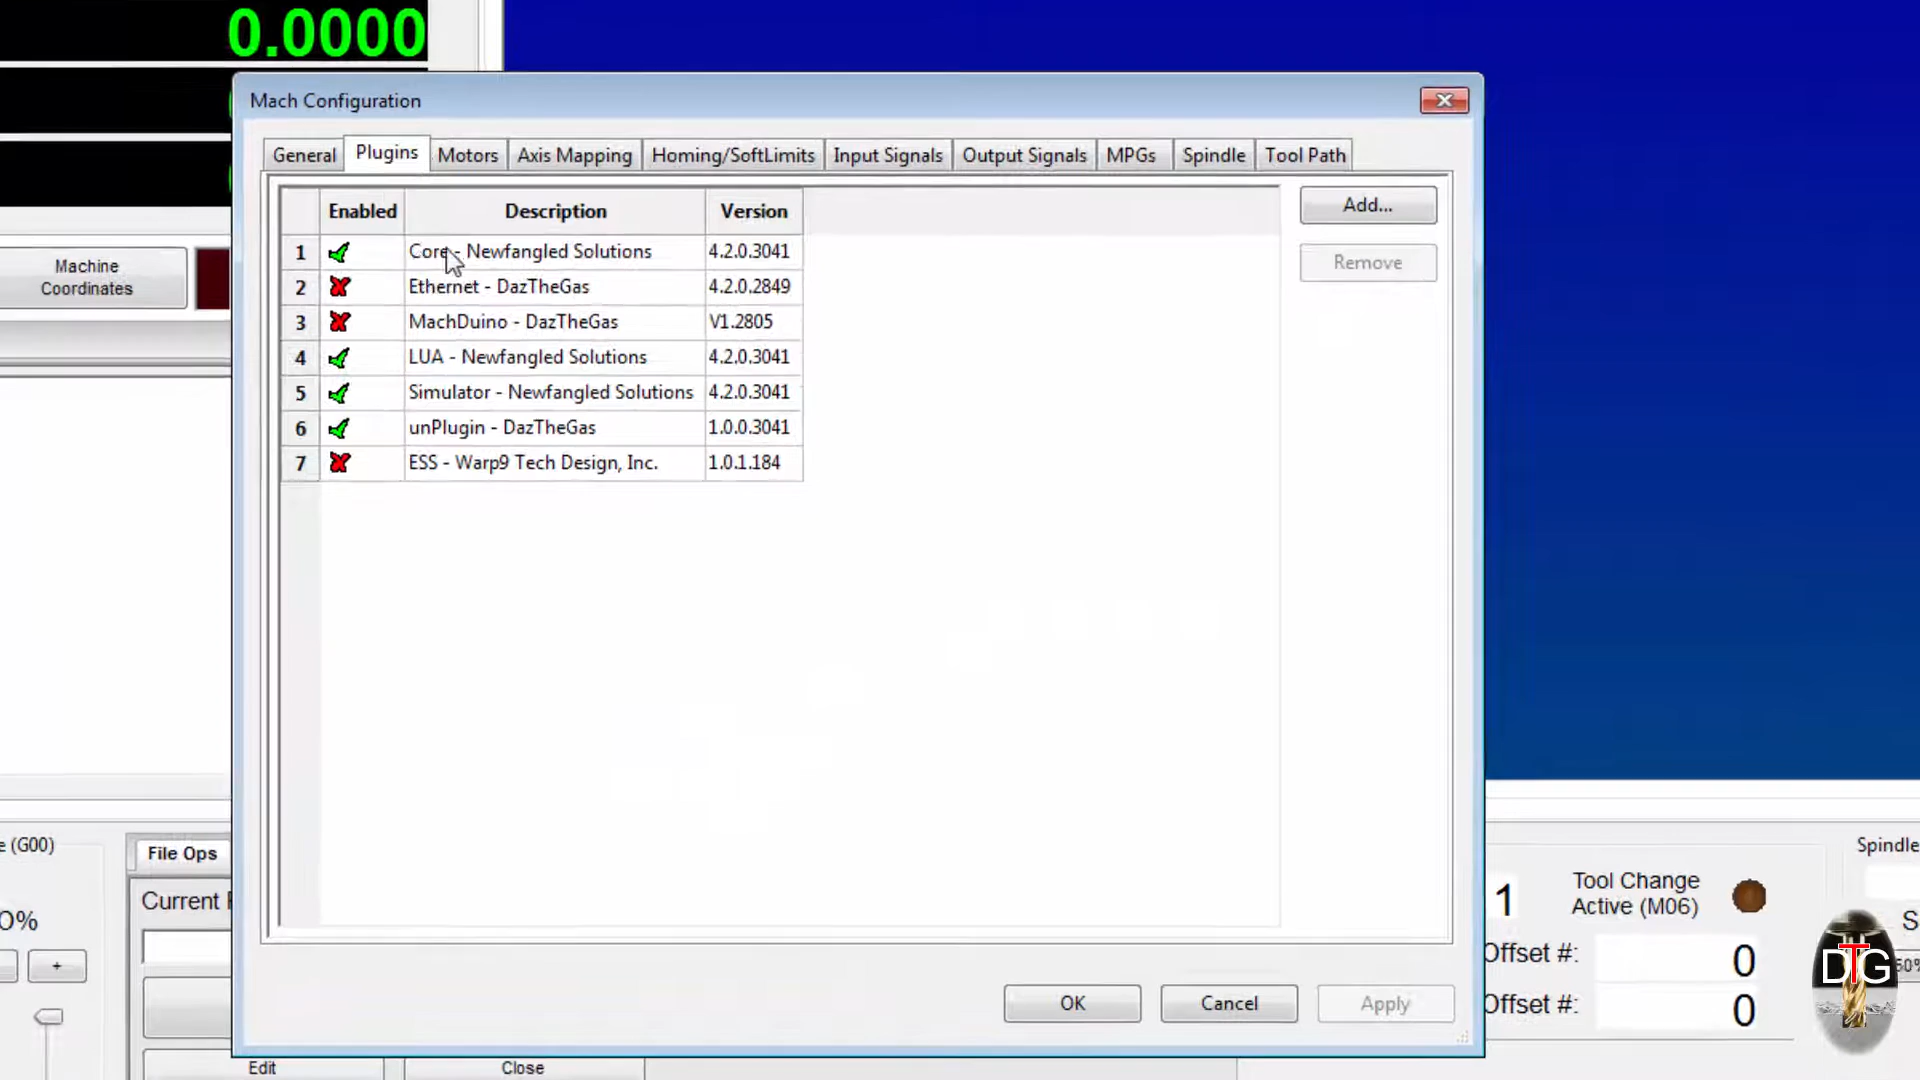 0.0000
Mach Configuration
General Plugins Motors Axis Mapping Homing/SoftLimits Input Signals Output Signals MPGs Spindle Tool Path
Enabled Description Version
Add...
1 Core - Newfangled Solutions 4.2.0.3041
Remove
2 Ethernet - DazTheGas 4.2.0.2849
3 MachDuino - DazTheGas V1.2805
4 LUA - Newfangled Solutions 4.2.0.3041
5 Simulator - Newfangled Solutions 4.2.0.3041
6 unPlugin - DazTheGas 1.0.0.3041
7 ESS - Warp9 Tech Design, Inc. 1.0.1.184
Machine
Coordinates
e (G00)
File Ops
Current
0%
+
Edit
Close
OK Cancel Apply
1
Tool Change
Active (M06)
Offset #: 0
Offset #: 0
Spindle
S
50%
DTG